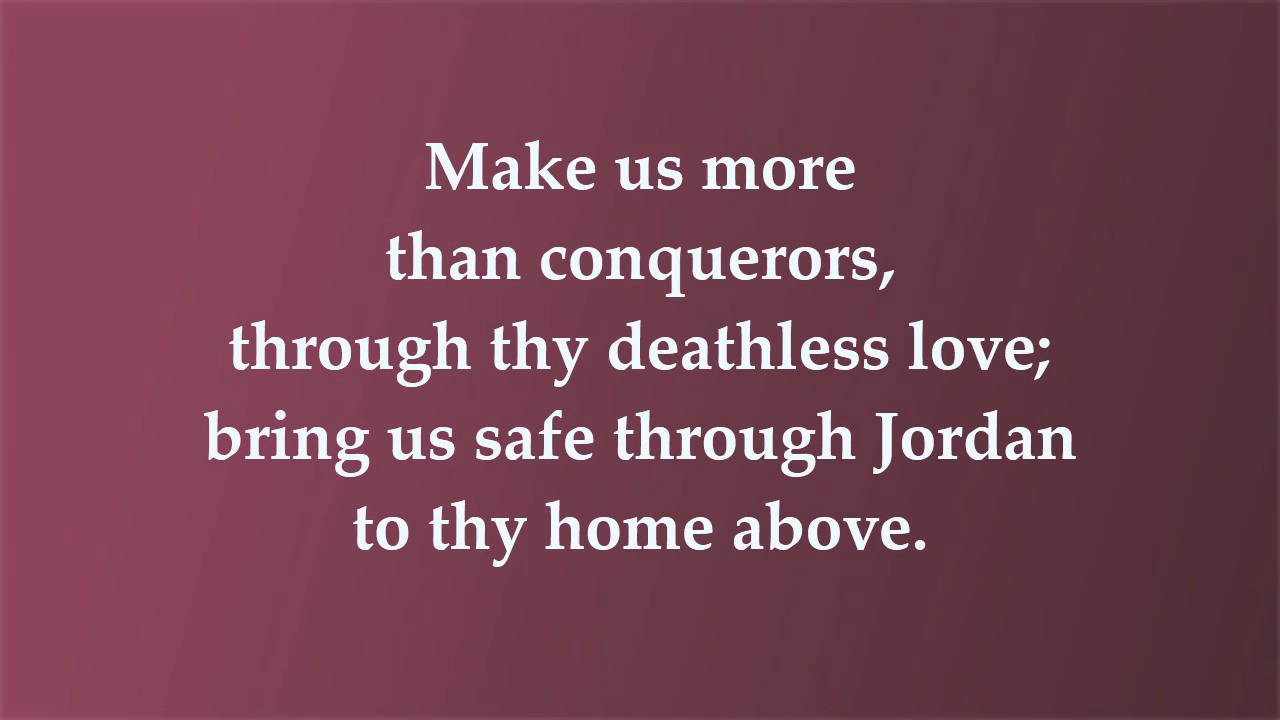 Make us more
than conquerors,
through thy deathless love;
bring us safe through Jordan
to thy home above.